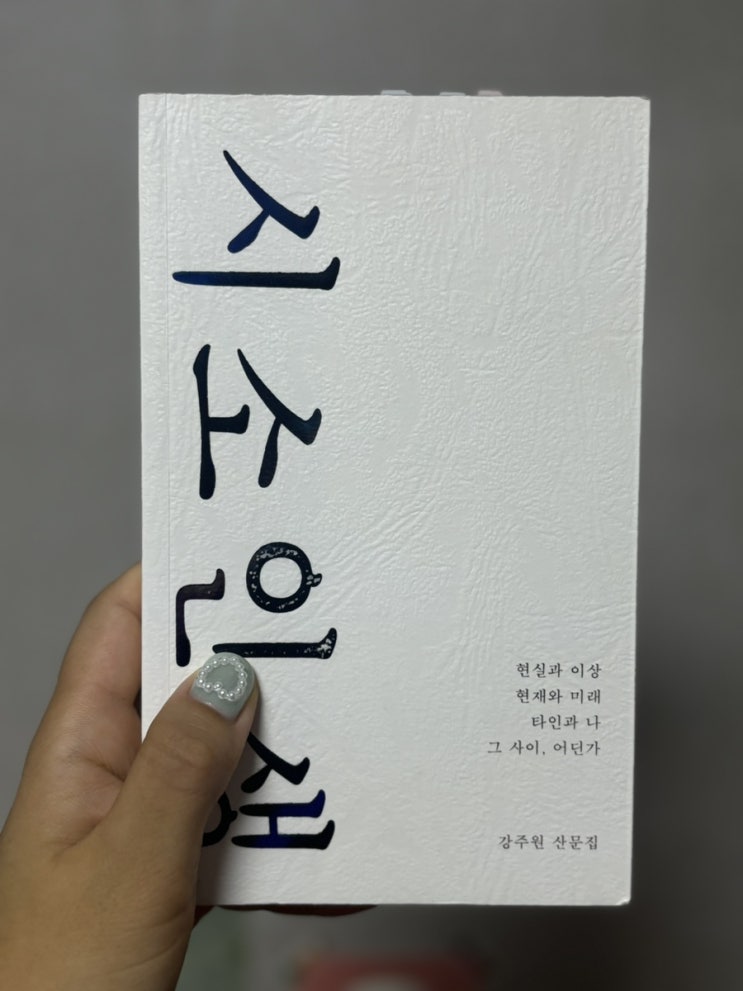 시소인생
현실과 이상
현재와 미래
타인과 나
그 사이, 어딘가
강주원 산문집